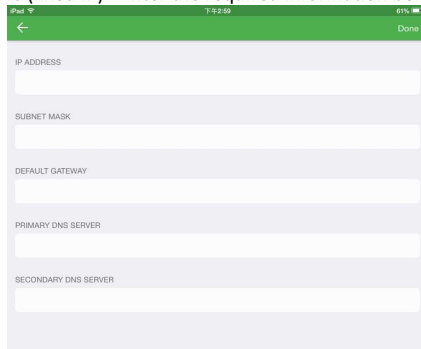 iPad 下午2:59 61%
Done
IP ADDRESS
SUBNET MASK
DEFAULT GATEWAY
PRIMARY DNS SERVER
SECONDARY DNS SERVER